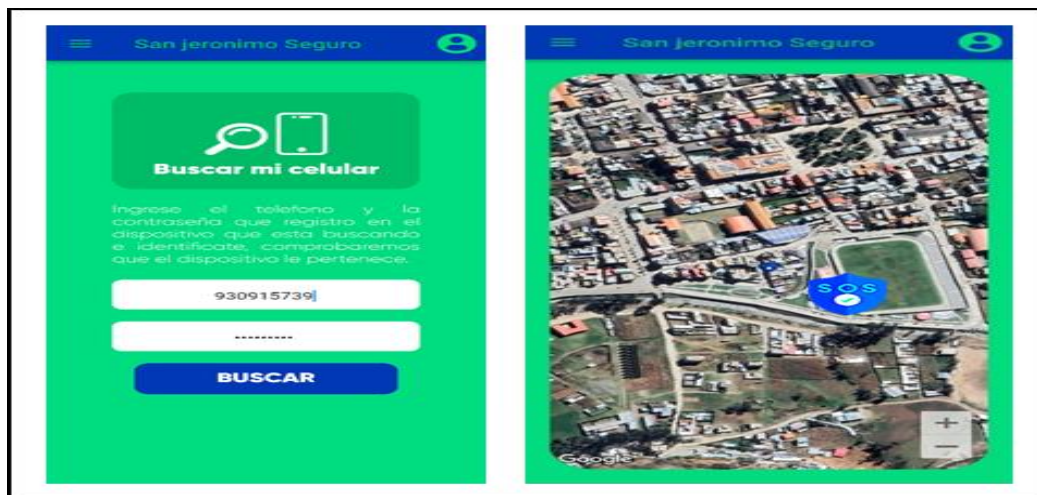 San jeronimo Seguro
Buscar mi celular
Ingrese el telefono y la
contraseña que registro en el
dispositivo que esta buscando
e identificate, comprobaremos
que el dispositivo le pertenece.
930915739
---------
BUSCAR
San jeronimo Seguro
SOS
+
−
Google